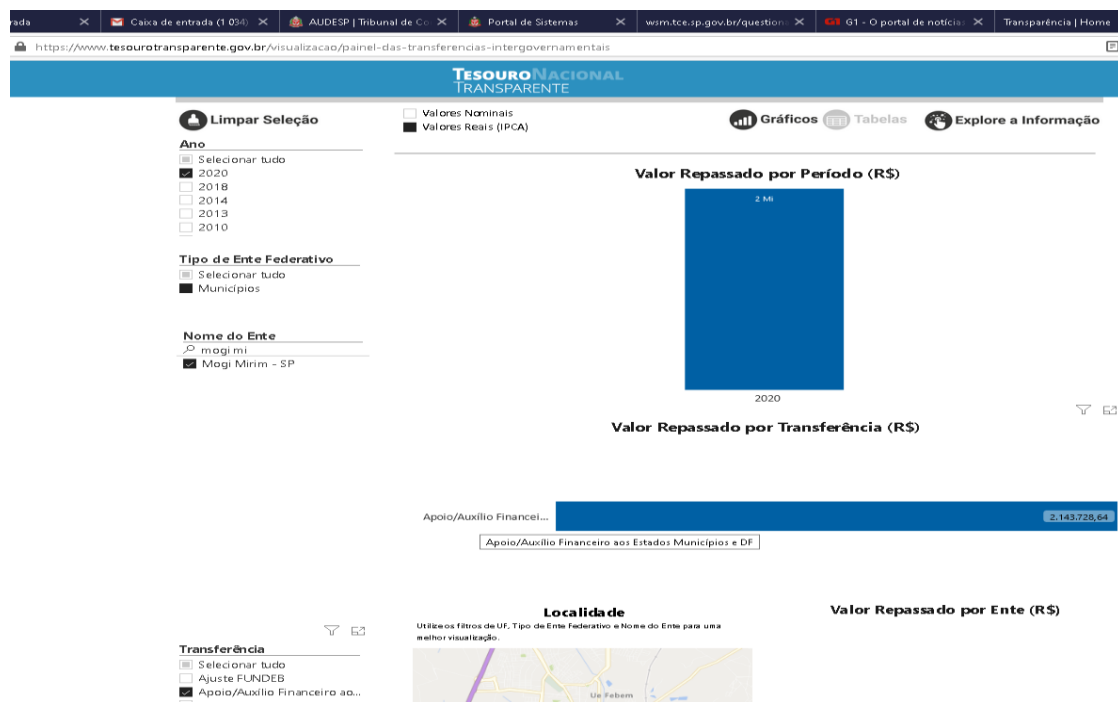 rada
Caixa de entrada (1 094)
AUDESP | Tribunal de Co
Portal de Sistemas
wsm.tce.sp.gov.br/question
G1 G1 - O portal de notícia
Transparência | Home
https://www.tesourotransparente.gov.br/visualizacao/painel-das-transferencias-intergovernamentais
TESOURO NACIONAL
TRANSPARENTE
Limpar Seleção
Valores Nominais
Valores Reais (IPCA)
Gráficos
Tabelas
Explore a Informação
Ano
Selecionar tudo
2020
2018
2014
2013
2010
Tipo de Ente Federativo
Selecionar tudo
Municípios
Nome do Ente
mogi mi
Mogi Mirim - SP
Valor Repassado por Período (R$)
2 Mi
2020
Valor Repassado por Transferência (R$)
Apoio/Auxílio Financei...
2.143.728,64
Apoio/Auxílio Financeiro aos Estados Municípios e DF
Transferência
Selecionar tudo
Ajuste FUNDEB
Apoio/Auxílio Financeiro ao...
Localidade
Utilize os filtros de UF, Tipo de Ente Federativo e Nome do Ente para uma
melhor visualização.
Ue Febem
Valor Repassado por Ente (R$)